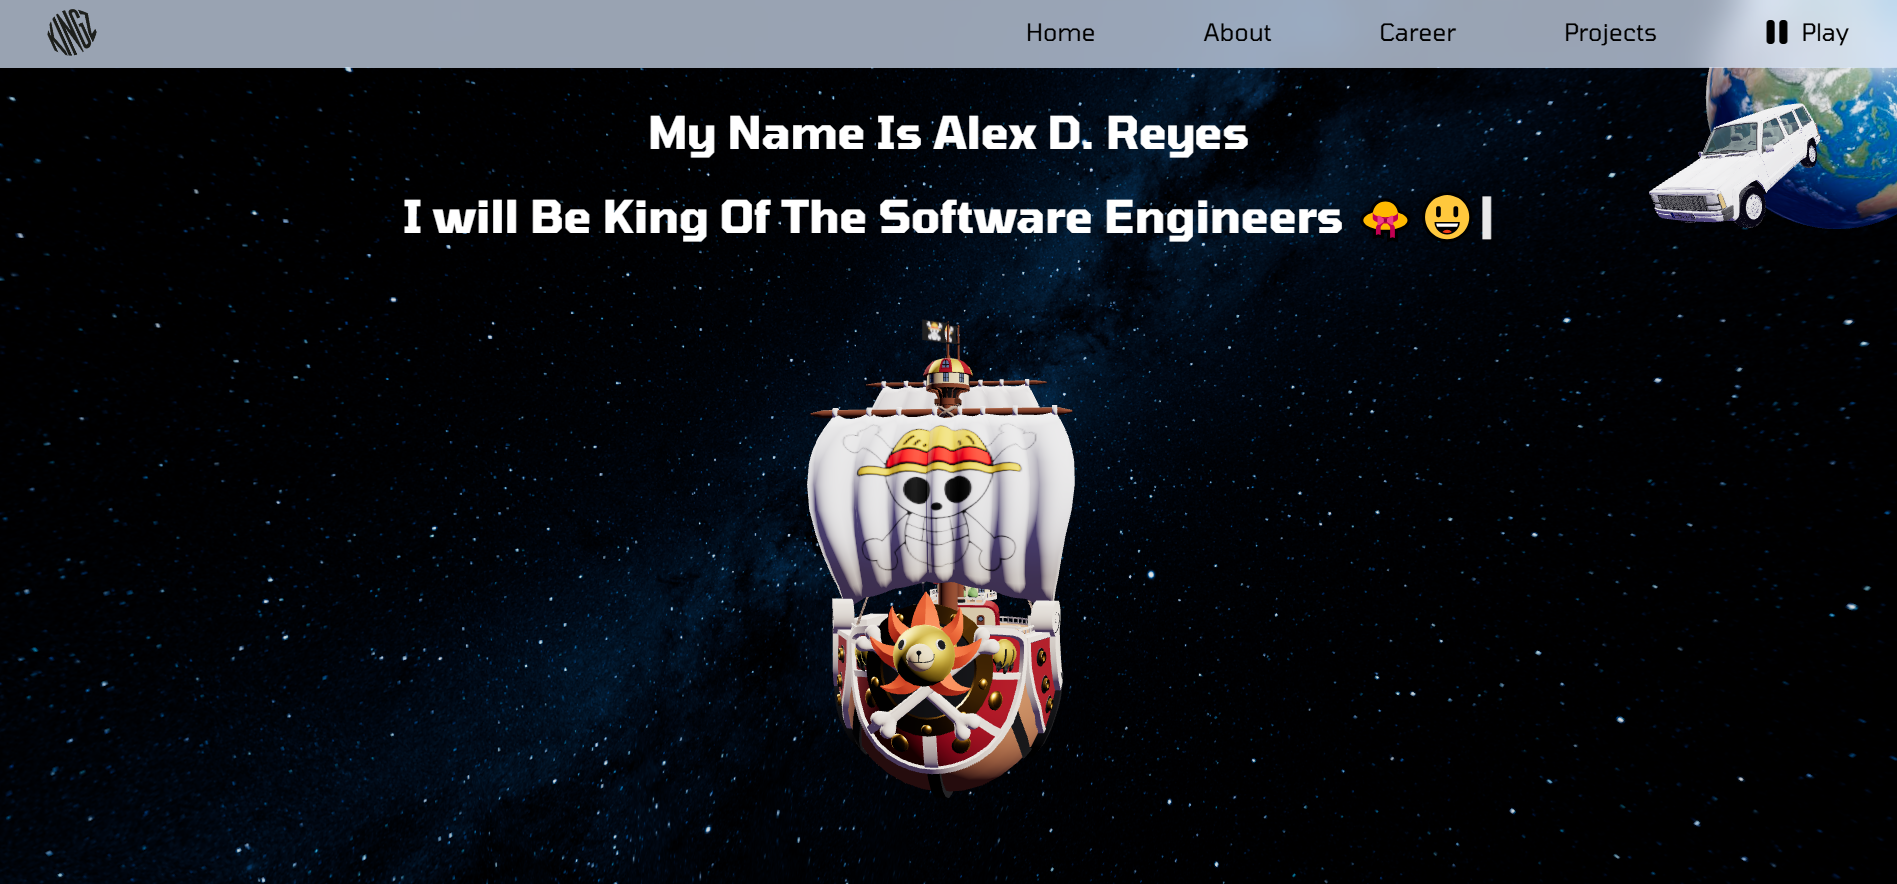 KINGZ
Home About Career Projects Play
My Name Is Alex D. Reyes
I will Be King Of The Software Engineers